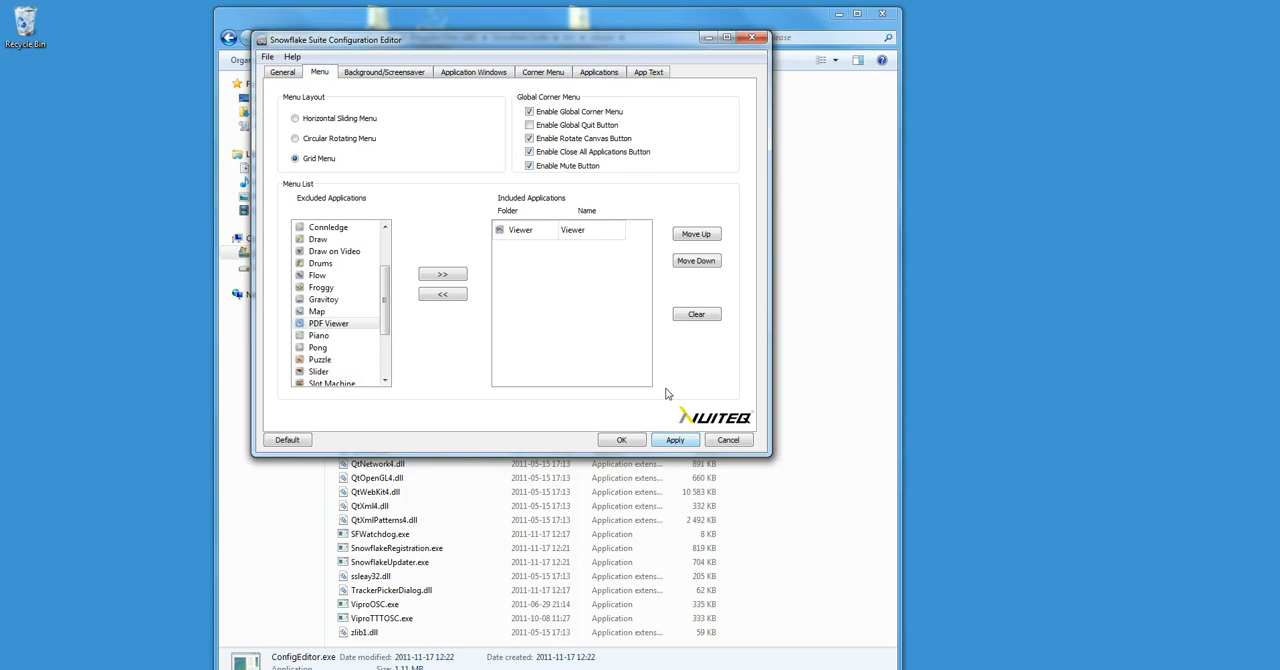 Recycle Bin
Snowflake Suite Configuration Editor
File Help
General Menu Background/Screensaver Application Windows Corner Menu Applications App Text
Menu Layout
Horizontal Sliding Menu
Circular Rotating Menu
Grid Menu
Global Corner Menu
Enable Global Corner Menu
Enable Global Quit Button
Enable Rotate Canvas Button
Enable Close All Applications Button
Enable Mute Button
Menu List
Excluded Applications
Connledge
Draw
Draw on Video
Drums
Flow
Froggy
Gravitoy
Map
PDF Viewer
Piano
Pong
Puzzle
Slider
Slot Machine
>>
<<
Included Applications
Folder Name
Viewer Viewer
Move Up
Move Down
Clear
NUITEQ
Default OK Apply Cancel
QtNetwork4.dll 2011-05-15 17:13 Application extens... 891 KB
QtOpenGL4.dll 2011-05-15 17:13 Application extens... 660 KB
QtWebKit4.dll 2011-05-15 17:13 Application extens... 10 583 KB
QtXml4.dll 2011-05-15 17:13 Application extens... 332 KB
QtXmlPatterns4.dll 2011-05-15 17:13 Application extens... 2 492 KB
SFWatchdog.exe 2011-11-17 12:17 Application 8 KB
SnowflakeRegistration.exe 2011-11-17 12:21 Application 819 KB
SnowflakeUpdater.exe 2011-11-17 12:22 Application 704 KB
ssleay32.dll 2011-05-15 17:13 Application extens... 205 KB
TrackerPickerDialog.dll 2011-11-17 12:17 Application extens... 62 KB
ViproOSC.exe 2011-06-29 21:14 Application 335 KB
ViproTTTOSC.exe 2011-10-08 11:27 Application 333 KB
zlib1.dll 2011-05-15 17:13 Application extens... 59 KB
ConfigEditor.exe Date modified: 2011-11-17 12:22 Date created: 2011-11-17 12:22
Application Size: 1,11 MB